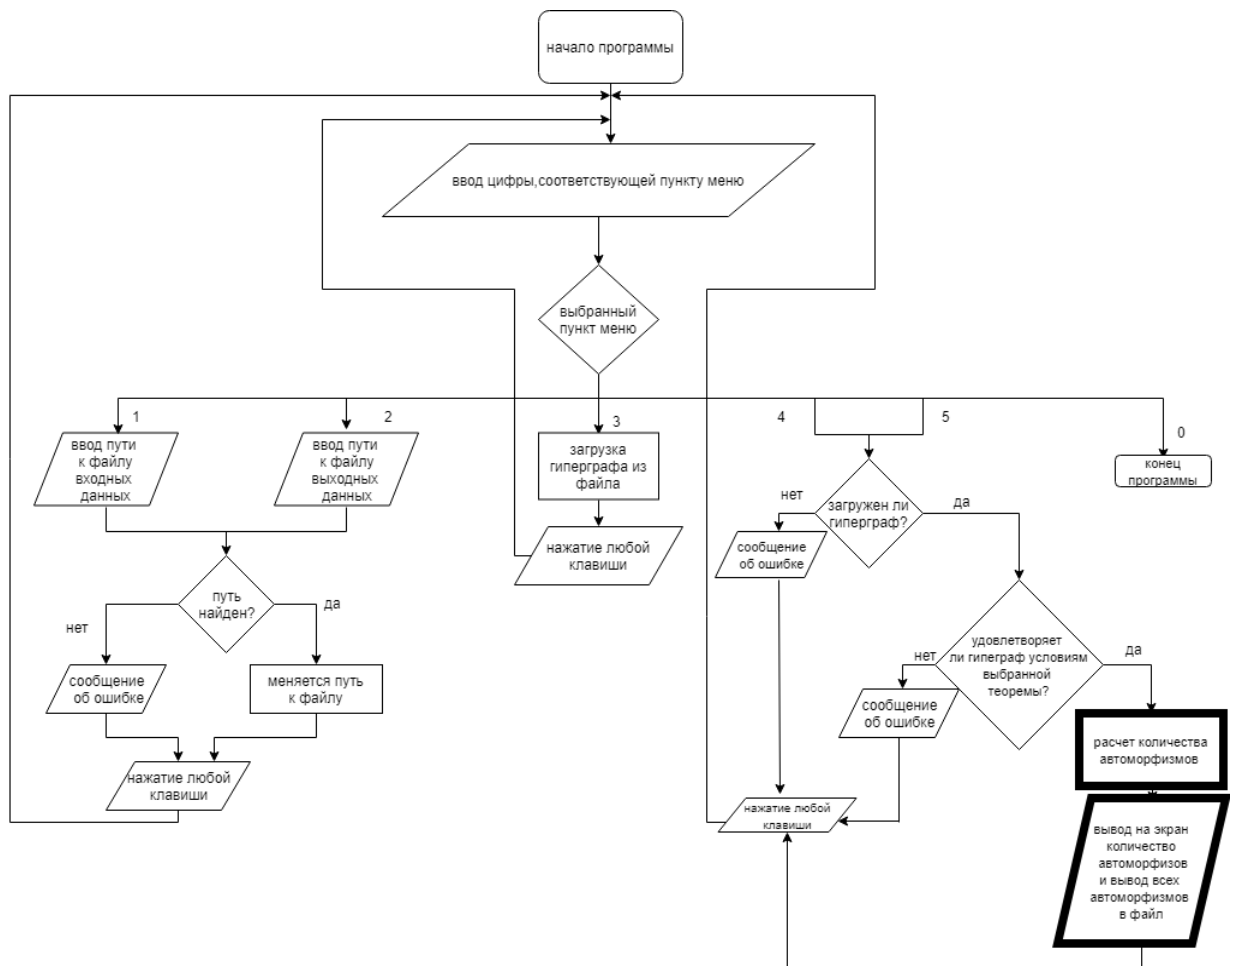 начало программы
ввод цифры,соответствующей пункту меню
выбранный
пункт меню
1
2
3
4
5
0
ввод пути
к файлу
входных
данных
ввод пути
к файлу
выходных
данных
загрузка
гиперграфа из
файла
конец
программы
нажатие любой
клавиши
нет
загружен ли
гиперграф?
да
сообщение
об ошибке
путь
найден?
нет
да
сообщение
об ошибке
меняется путь
к файлу
нажатие любой
клавиши
удовлетворяет
ли гипеграф условиям
выбранной
теоремы?
нет
да
сообщение
об ошибке
расчет количества
автоморфизмов
нажатие любой
клавиши
вывод на экран
количество
автоморфизов
и вывод всех
автоморфизмов
в файл